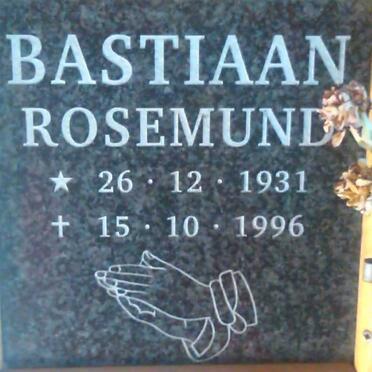 BASTIAAN
ROSEMUND
★ 26 · 12 · 1931
✝ 15 · 10 · 1996